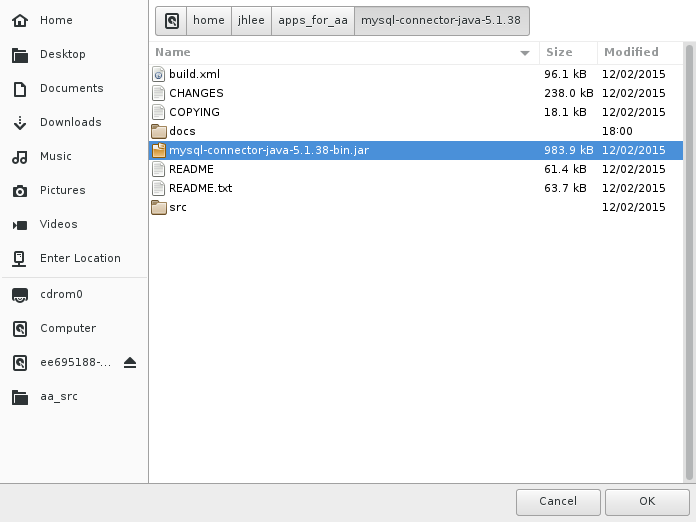 home jhlee apps_for_aa mysql-connector-java-5.1.38
Home
Desktop
Documents
Downloads
Music
Pictures
Videos
Enter Location
cdrom0
Computer
ee695188-...
aa_src
Name Size Modified
build.xml 96.1 kB 12/02/2015
CHANGES 238.0 kB 12/02/2015
COPYING 18.1 kB 12/02/2015
docs 18:00
mysql-connector-java-5.1.38-bin.jar 983.9 kB 12/02/2015
README 61.4 kB 12/02/2015
README.txt 63.7 kB 12/02/2015
src 12/02/2015
Cancel OK